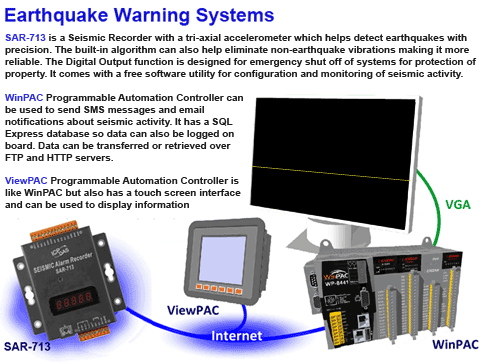 Earthquake Warning Systems
SAR-713 is a Seismic Recorder with a tri-axial accelerometer which helps detect earthquakes with
precision. The built-in algorithm can also help eliminate non-earthquake vibrations making it more
reliable. The Digital Output function is designed for emergency shut off of systems for protection of
property. It comes with a free software utility for configuration and monitoring of seismic activity.
WinPAC Programmable Automation Controller can
be used to send SMS messages and email
notifications about seismic activity. It has a SQL
Express database so data can also be logged on
board. Data can be transferred or retrieved over
FTP and HTTP servers.
ViewPAC Programmable Automation Controller is
like WinPAC but also has a touch screen interface
and can be used to display information
VGA
SEISMIC Alarm Recorder
SAR-713
WinPAC
WP-8441
ViewPAC
Internet
SAR-713
WinPAC